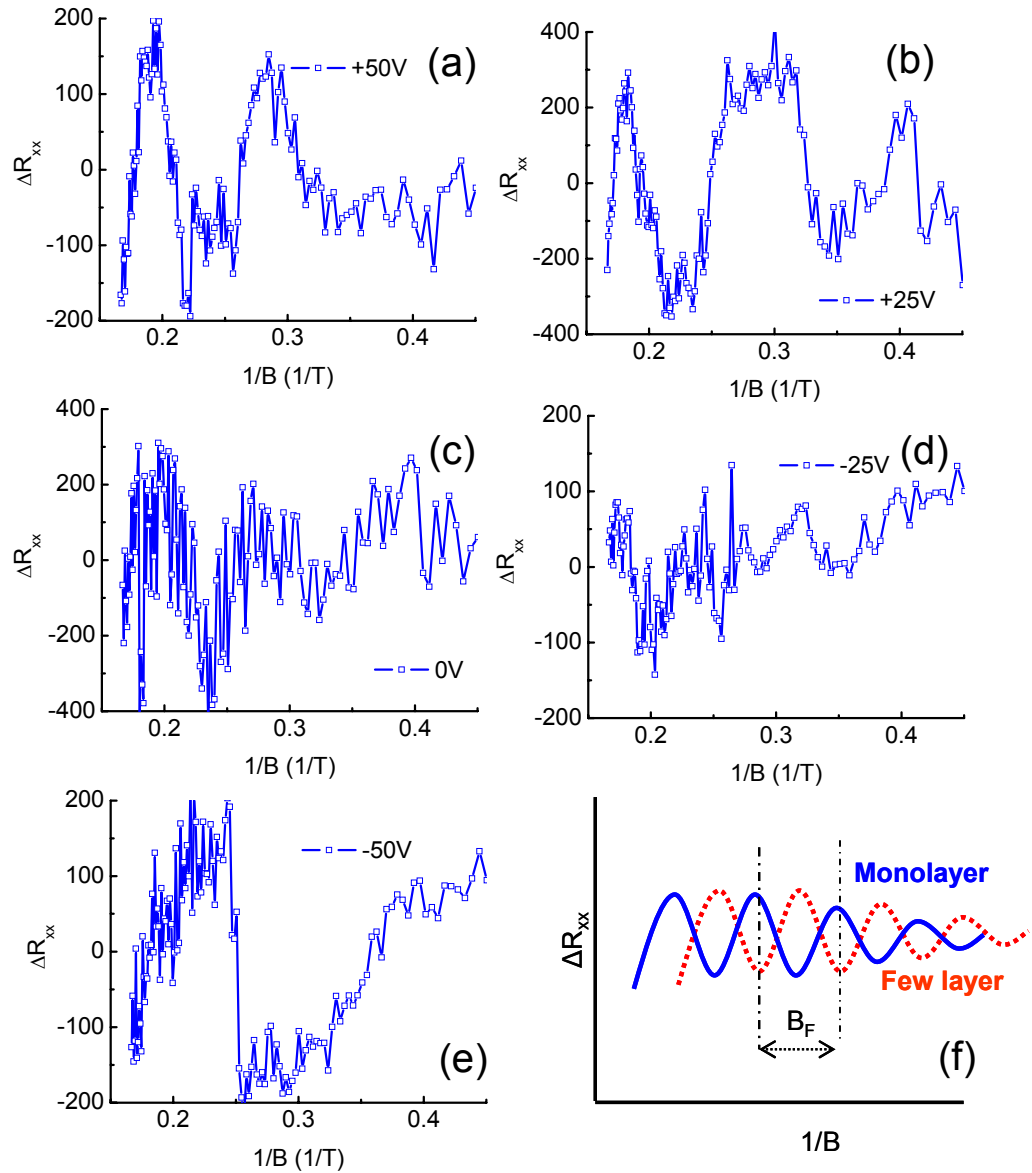 200
100
0
-100
-200
ΔRxx
+50V
(a)
0.2
0.3
0.4
1/B (1/T)
400
200
0
-200
-400
ΔRxx
(b)
+25V
0.2
0.3
0.4
1/B (1/T)
400
200
0
-200
-400
ΔRxx
(c)
0V
0.2
0.3
0.4
1/B (1/T)
200
100
0
-100
-200
ΔRxx
-25V
(d)
0.2
0.3
0.4
1/B (1/T)
200
100
0
-100
-200
ΔRxx
-50V
(e)
0.2
0.3
0.4
1/B (1/T)
ΔRxx
Monolayer
Few layer
BF
(f)
1/B